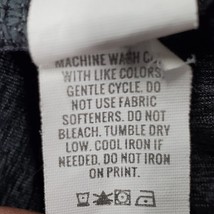 MACHINE WASH
WITH LIKE COLORS
GENTLE CYCLE. DO
NOT USE FABRIC
SOFTENERS. DO NOT
BLEACH. TUMBLE DRY
LOW. COOL IRON IF
NEEDED, DO NOT IRON
ON PRINT.